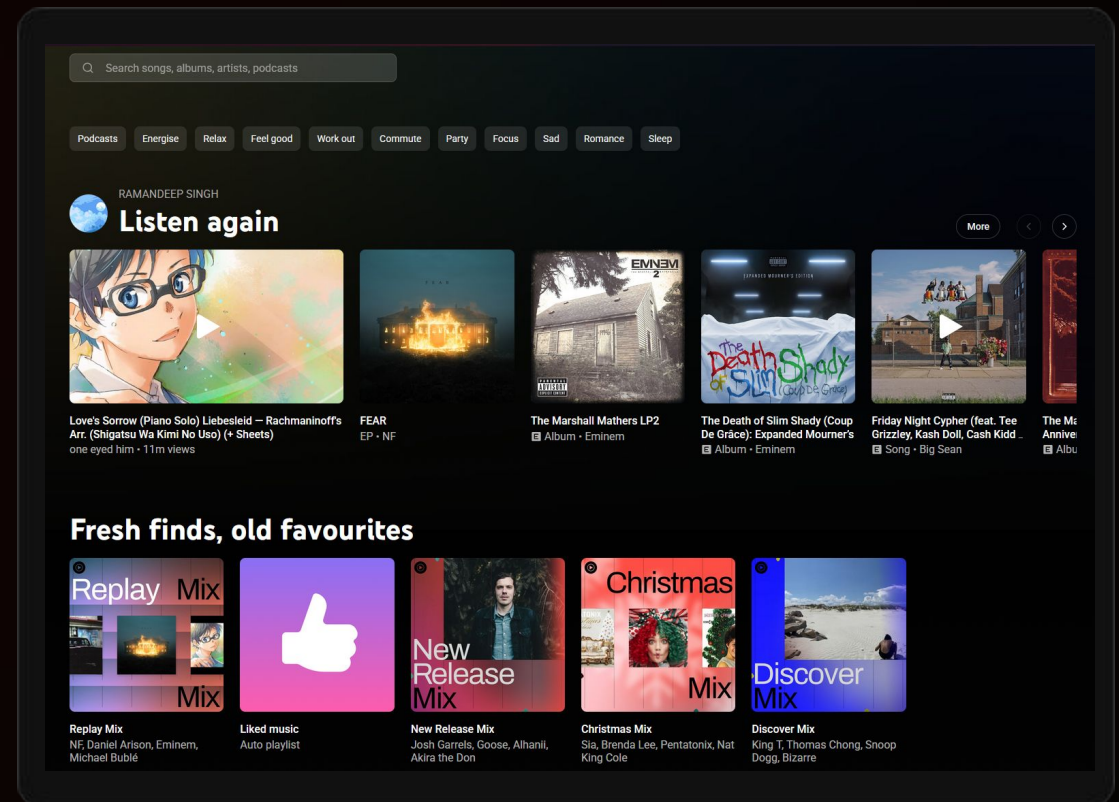 Search songs, albums, artists, podcasts
Podcasts
Energise
Relax
Feel good
Work out
Commute
Party
Focus
Sad
Romance
Sleep
RAMANDEEP SINGH
Listen again
More
FEAR
EMINEM
2
PARENTAL
ADVISORY
EXPLICIT CONTENT
EXPANDED MOURNER'S EDITION
The
Death
of
Slim
Shady
(Coup De Grâce)
Love's Sorrow (Piano Solo) Liebesleid — Rachmaninoff's
Arr. (Shigatsu Wa Kimi No Uso) (+ Sheets)
one eyed him • 11m views
FEAR
EP • NF
The Marshall Mathers LP2
E Album • Eminem
The Death of Slim Shady (Coup
De Grâce): Expanded Mourner's
E Album • Eminem
Friday Night Cypher (feat. Tee
Grizzley, Kash Doll, Cash Kidd
E Song • Big Sean
The Ma
Anniver
E Albu
Fresh finds, old favourites
Replay Mix
Mix
New
Release
Mix
Christmas
Mix
Discover
Mix
Replay Mix
NF, Daniel Arison, Eminem,
Michael Bublé
Liked music
Auto playlist
New Release Mix
Josh Garrels, Goose, Alhanii,
Akira the Don
Christmas Mix
Sia, Brenda Lee, Pentatonix, Nat
King Cole
Discover Mix
King T, Thomas Chong, Snoop
Dogg, Bizarre